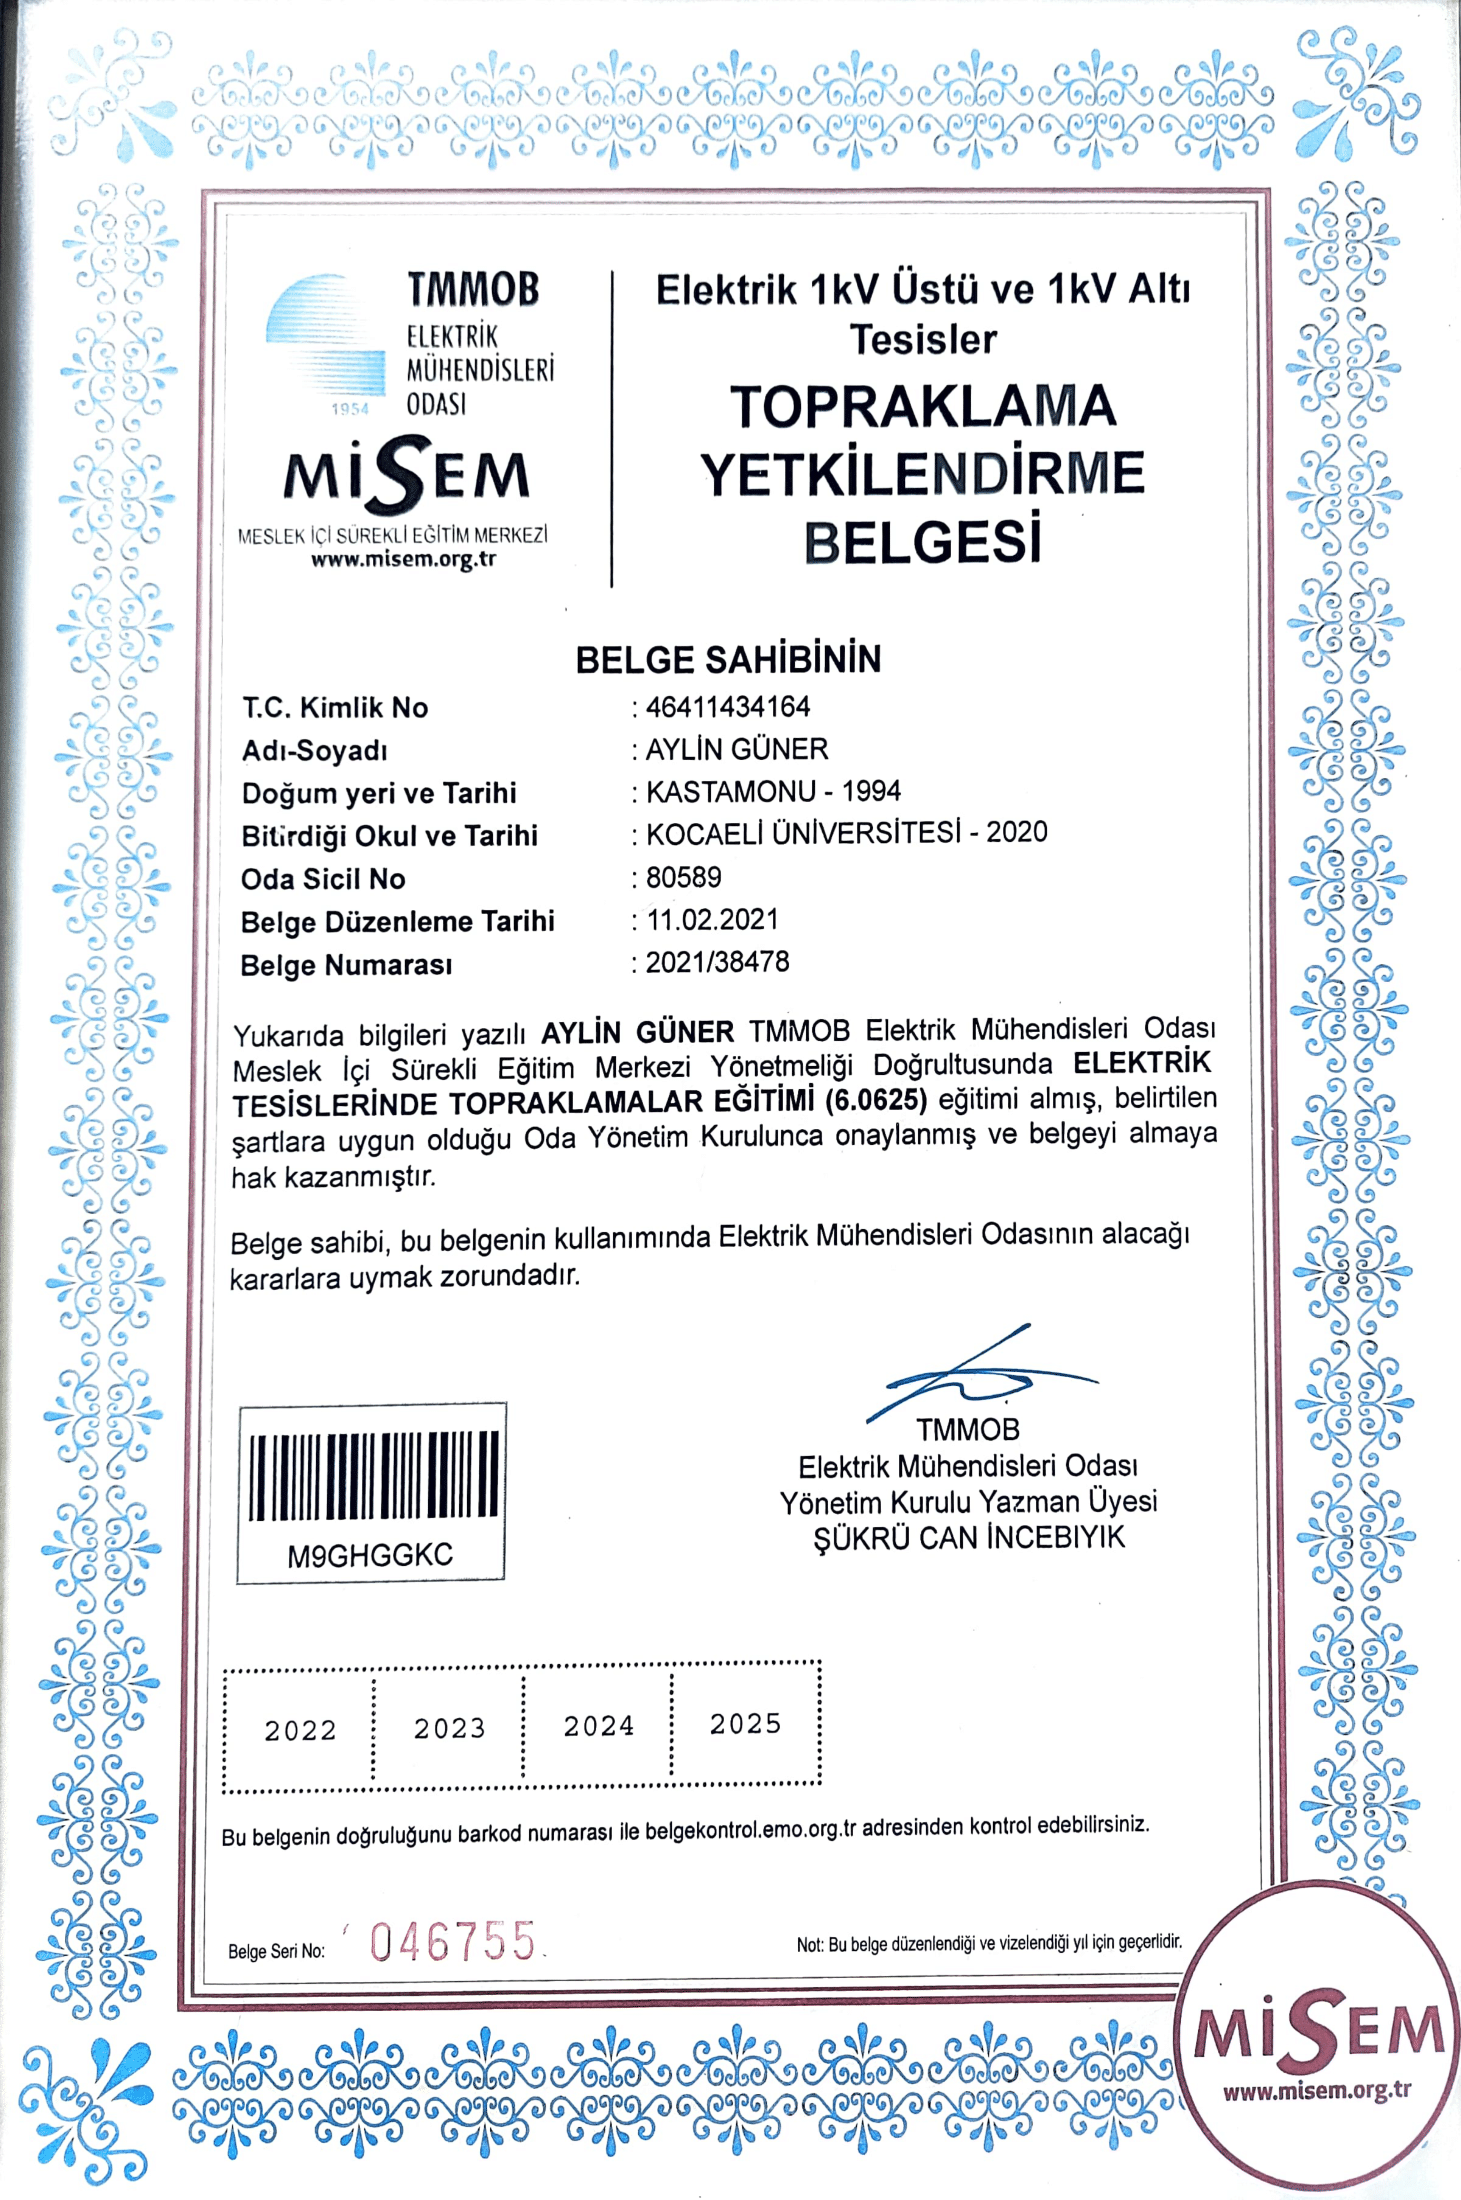 TMMOB
ELEKTRİK
MÜHENDİSLERİ
ODASI
1954
MiSEM
MESLEK İÇİ SÜREKLİ EĞİTİM MERKEZİ
www.misem.org.tr
Elektrik 1kV Üstü ve 1kV Altı
Tesisler
TOPRAKLAMA
YETKİLENDİRME
BELGESİ
BELGE SAHİBİNİN
T.C. Kimlik No : 46411434164
Adı-Soyadı : AYLİN GÜNER
Doğum yeri ve Tarihi : KASTAMONU - 1994
Bitirdiği Okul ve Tarihi : KOCAELİ ÜNİVERSİTESİ - 2020
Oda Sicil No : 80589
Belge Düzenleme Tarihi : 11.02.2021
Belge Numarası : 2021/38478
Yukarıda bilgileri yazılı AYLİN GÜNER TMMOB Elektrik Mühendisleri Odası
Meslek İçi Sürekli Eğitim Merkezi Yönetmeliği Doğrultusunda ELEKTRİK
TESİSLERİNDE TOPRAKLAMALAR EĞİTİMİ (6.0625) eğitimi almış, belirtilen
şartlara uygun olduğu Oda Yönetim Kurulunca onaylanmış ve belgeyi almaya
hak kazanmıştır.
Belge sahibi, bu belgenin kullanımında Elektrik Mühendisleri Odasının alacağı
kararlara uymak zorundadır.
M9GHGGKC
TMMOB
Elektrik Mühendisleri Odası
Yönetim Kurulu Yazman Üyesi
ŞÜKRÜ CAN İNCEBIYIK
2022 2023 2024 2025
Bu belgenin doğruluğunu barkod numarası ile belgekontrol.emo.org.tr adresinden kontrol edebilirsiniz.
Belge Seri No: 046755
Not: Bu belge düzenlendiği ve vizelendiği yıl için geçerlidir.
MiSEM
www.misem.org.tr